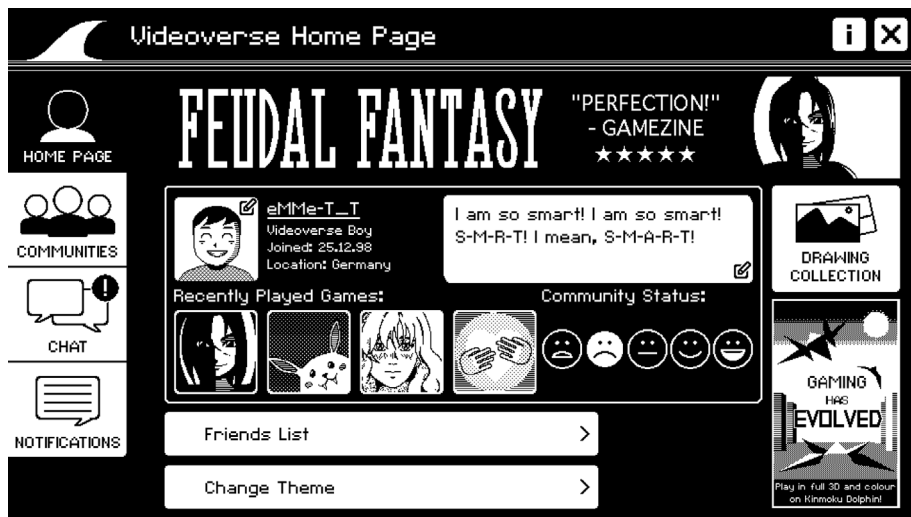 Videoverse Home Page
i
HOME PAGE
FEUDAL FANTASY
"PERFECTION!"
- GAMEZINE
COMMUNITIES
eMMe-T_T
Videoverse Boy
Joined: 25.12.98
Location: Germany
I am so smart! I am so smart!
S-M-R-T! I mean, S-M-A-R-T!
DRAWING
COLLECTION
CHAT
!
Recently Played Games:
Community Status:
NOTIFICATIONS
Friends List
Change Theme
GAMING
HAS
EVOLVED
Play in full 3D and colour
on Kinmoku Dolphin!